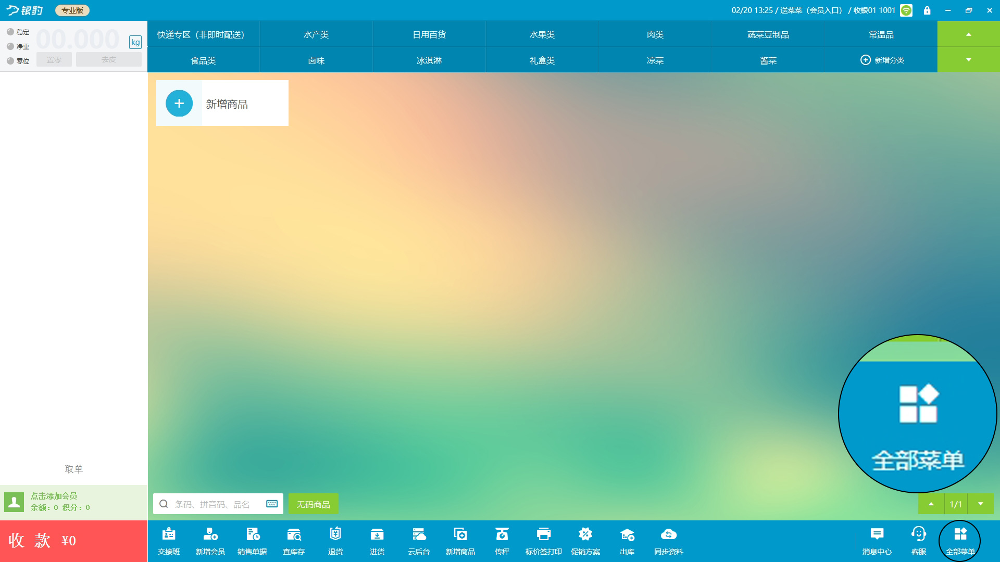 银豹 专业版 02/20 13:25 / 送菜菜（会员入口） / 收银01 1001
稳定
净重
零位
00.000 kg
置零 去皮
快递专区（非即时配送） 水产类 日用百货 水果类 肉类 蔬菜豆制品 常温品
食品类 卤味 冰淇淋 礼盒类 凉菜 酱菜 新增分类
新增商品
全部菜单
取单
点击添加会员
余额：0 积分：0
条码、拼音码、品名 无码商品 1/1
收 款 ¥0
交接班 新增会员 销售单据 查库存 退货 进货 云后台 新增商品 传秤 标价签打印 促销方案 出库 同步资料 消息中心 客服 全部菜单